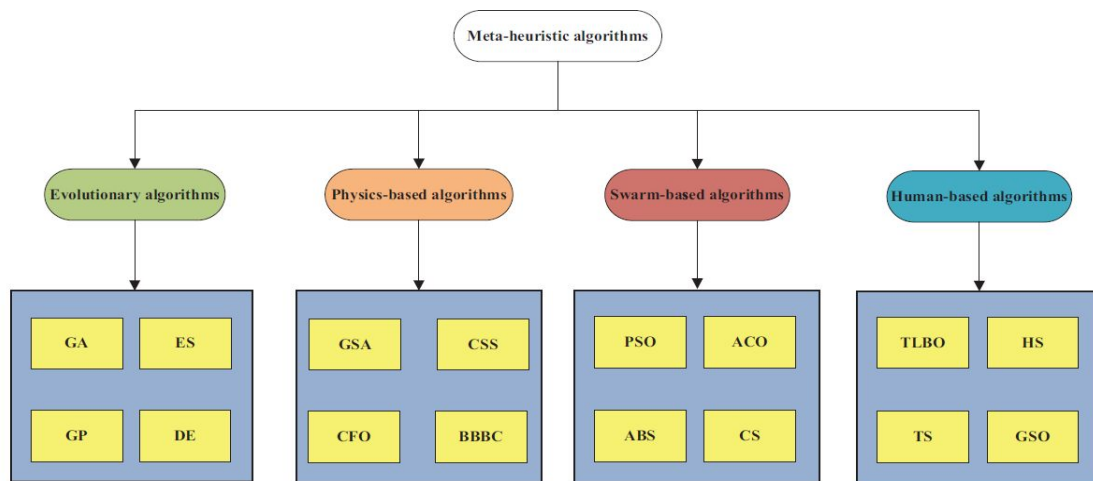 Meta-heuristic algorithms
Evolutionary algorithms
Physics-based algorithms
Swarm-based algorithms
Human-based algorithms
GA
ES
GP
DE
GSA
CSS
CFO
BBBC
PSO
ACO
ABS
CS
TLBO
HS
TS
GSO